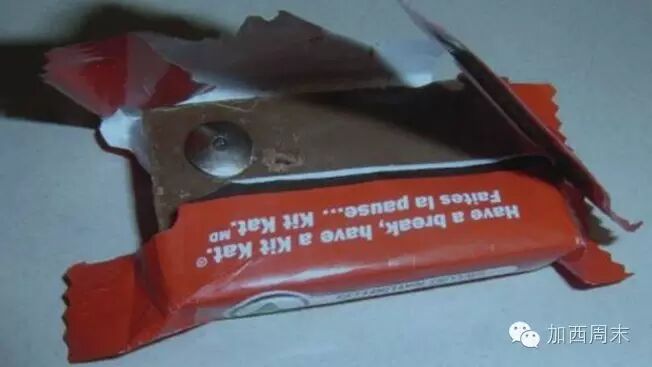 Have a break, have a Kit Kat.®
Faites la pause... Kit Kat.MD
加西周末